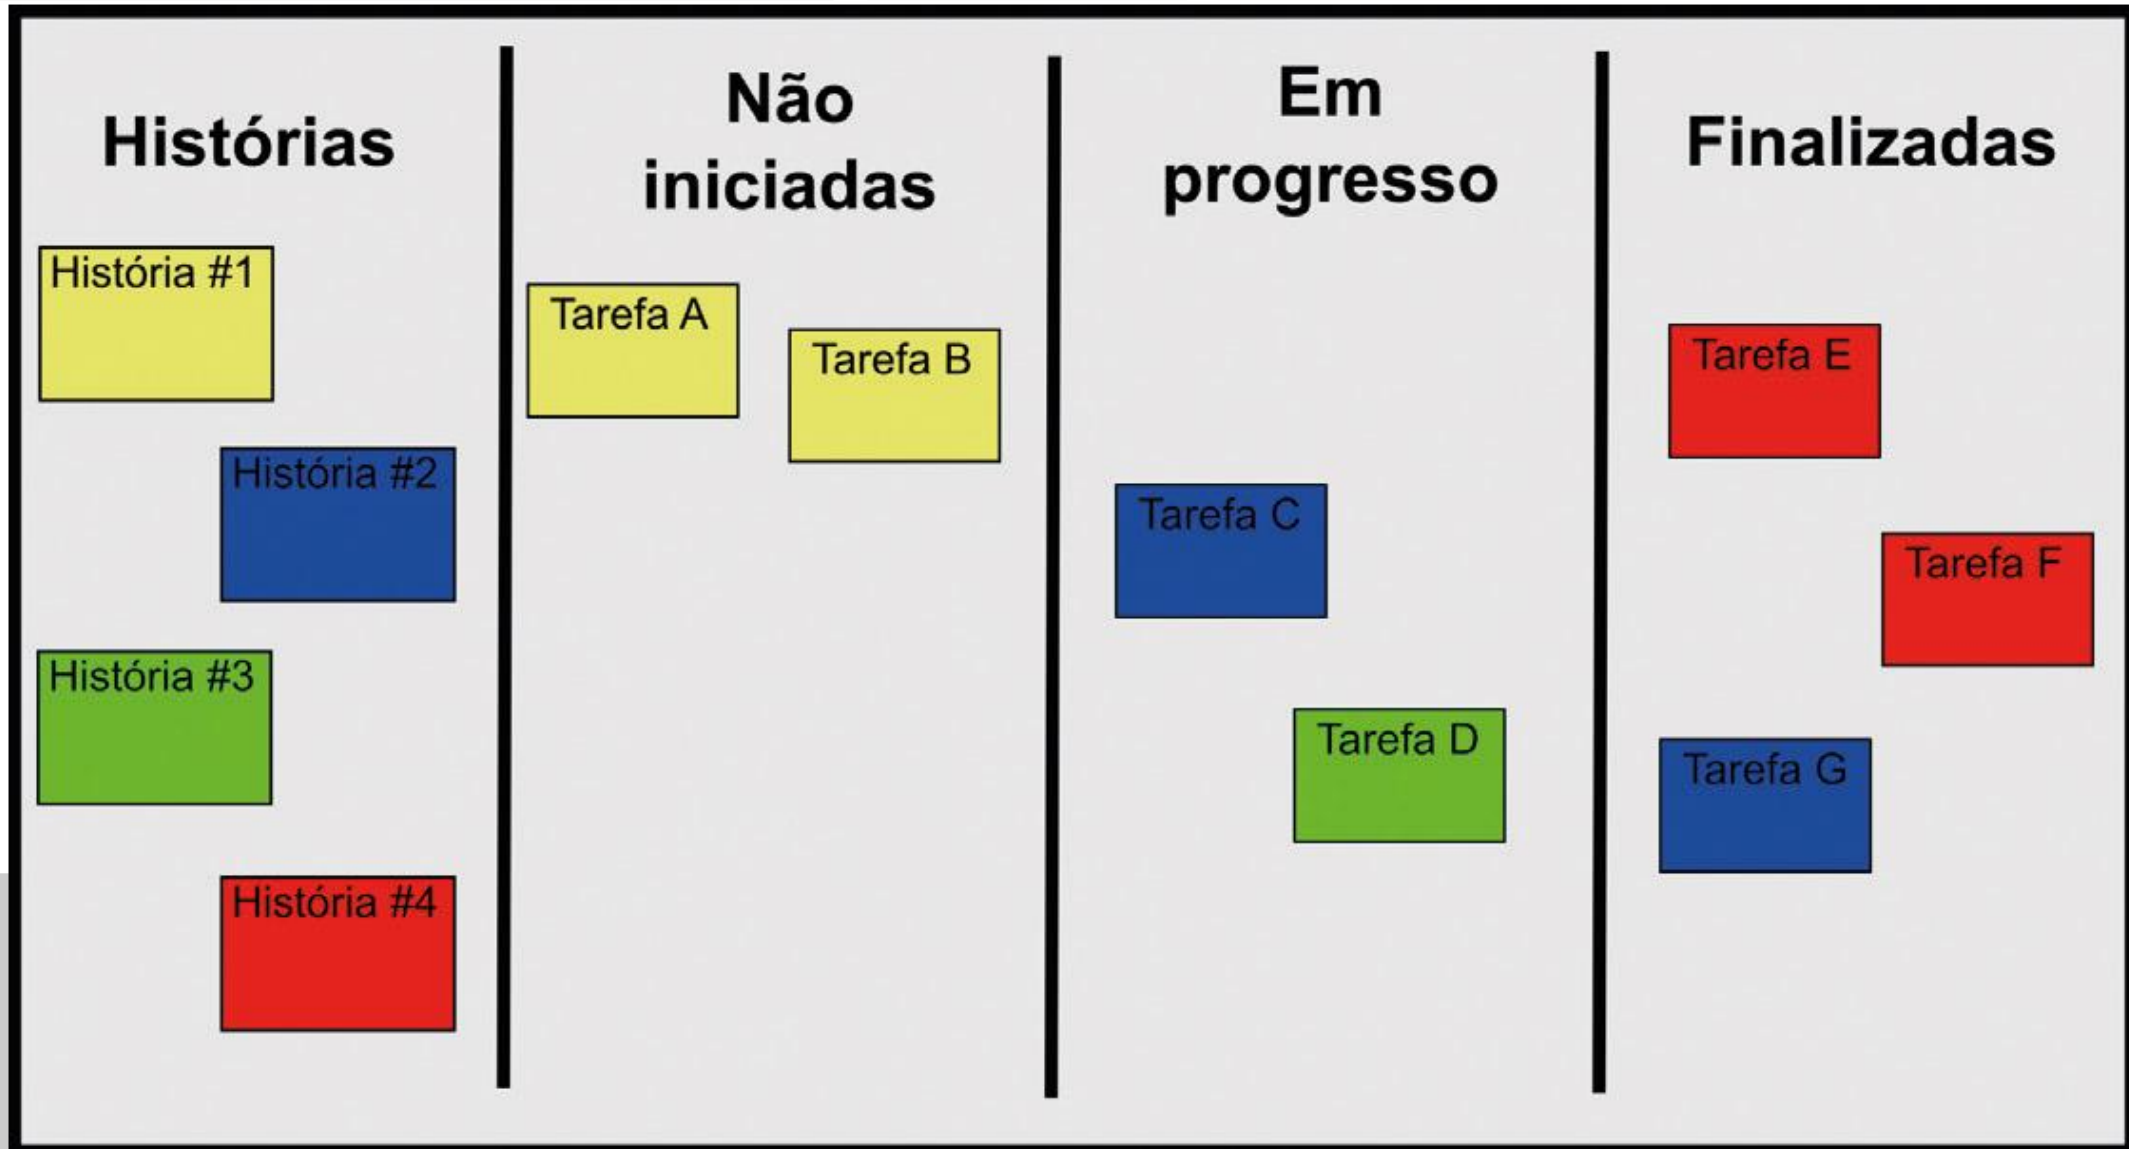 Histórias
Não
iniciadas
Em
progresso
Finalizadas
História #1
História #2
História #3
História #4
Tarefa A
Tarefa B
Tarefa C
Tarefa D
Tarefa E
Tarefa F
Tarefa G